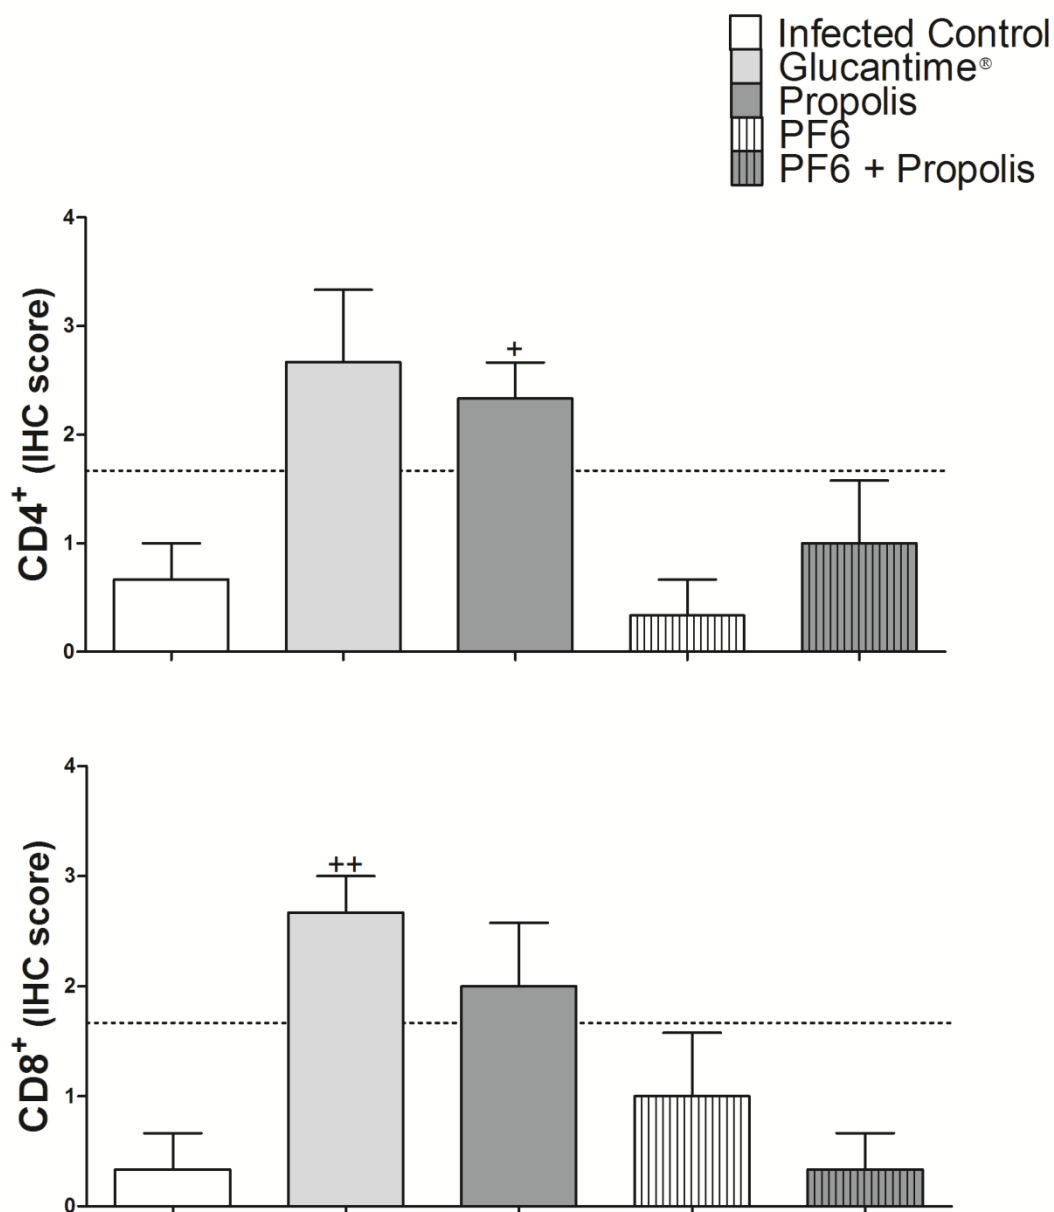 Infected Control
Glucantime®
Propolis
PF6
PF6 + Propolis
CD4+ (IHC score)
4
3
2
1
0
+
CD8+ (IHC score)
4
3
2
1
0
++